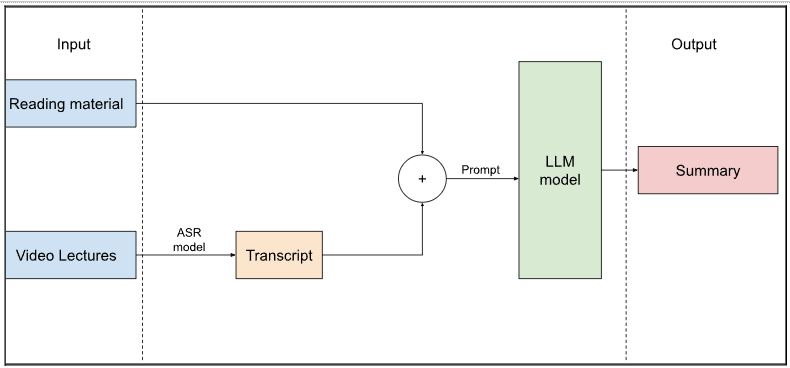 Input
Output
Reading material
+
Prompt
LLM
model
Summary
Video Lectures
ASR
model
Transcript